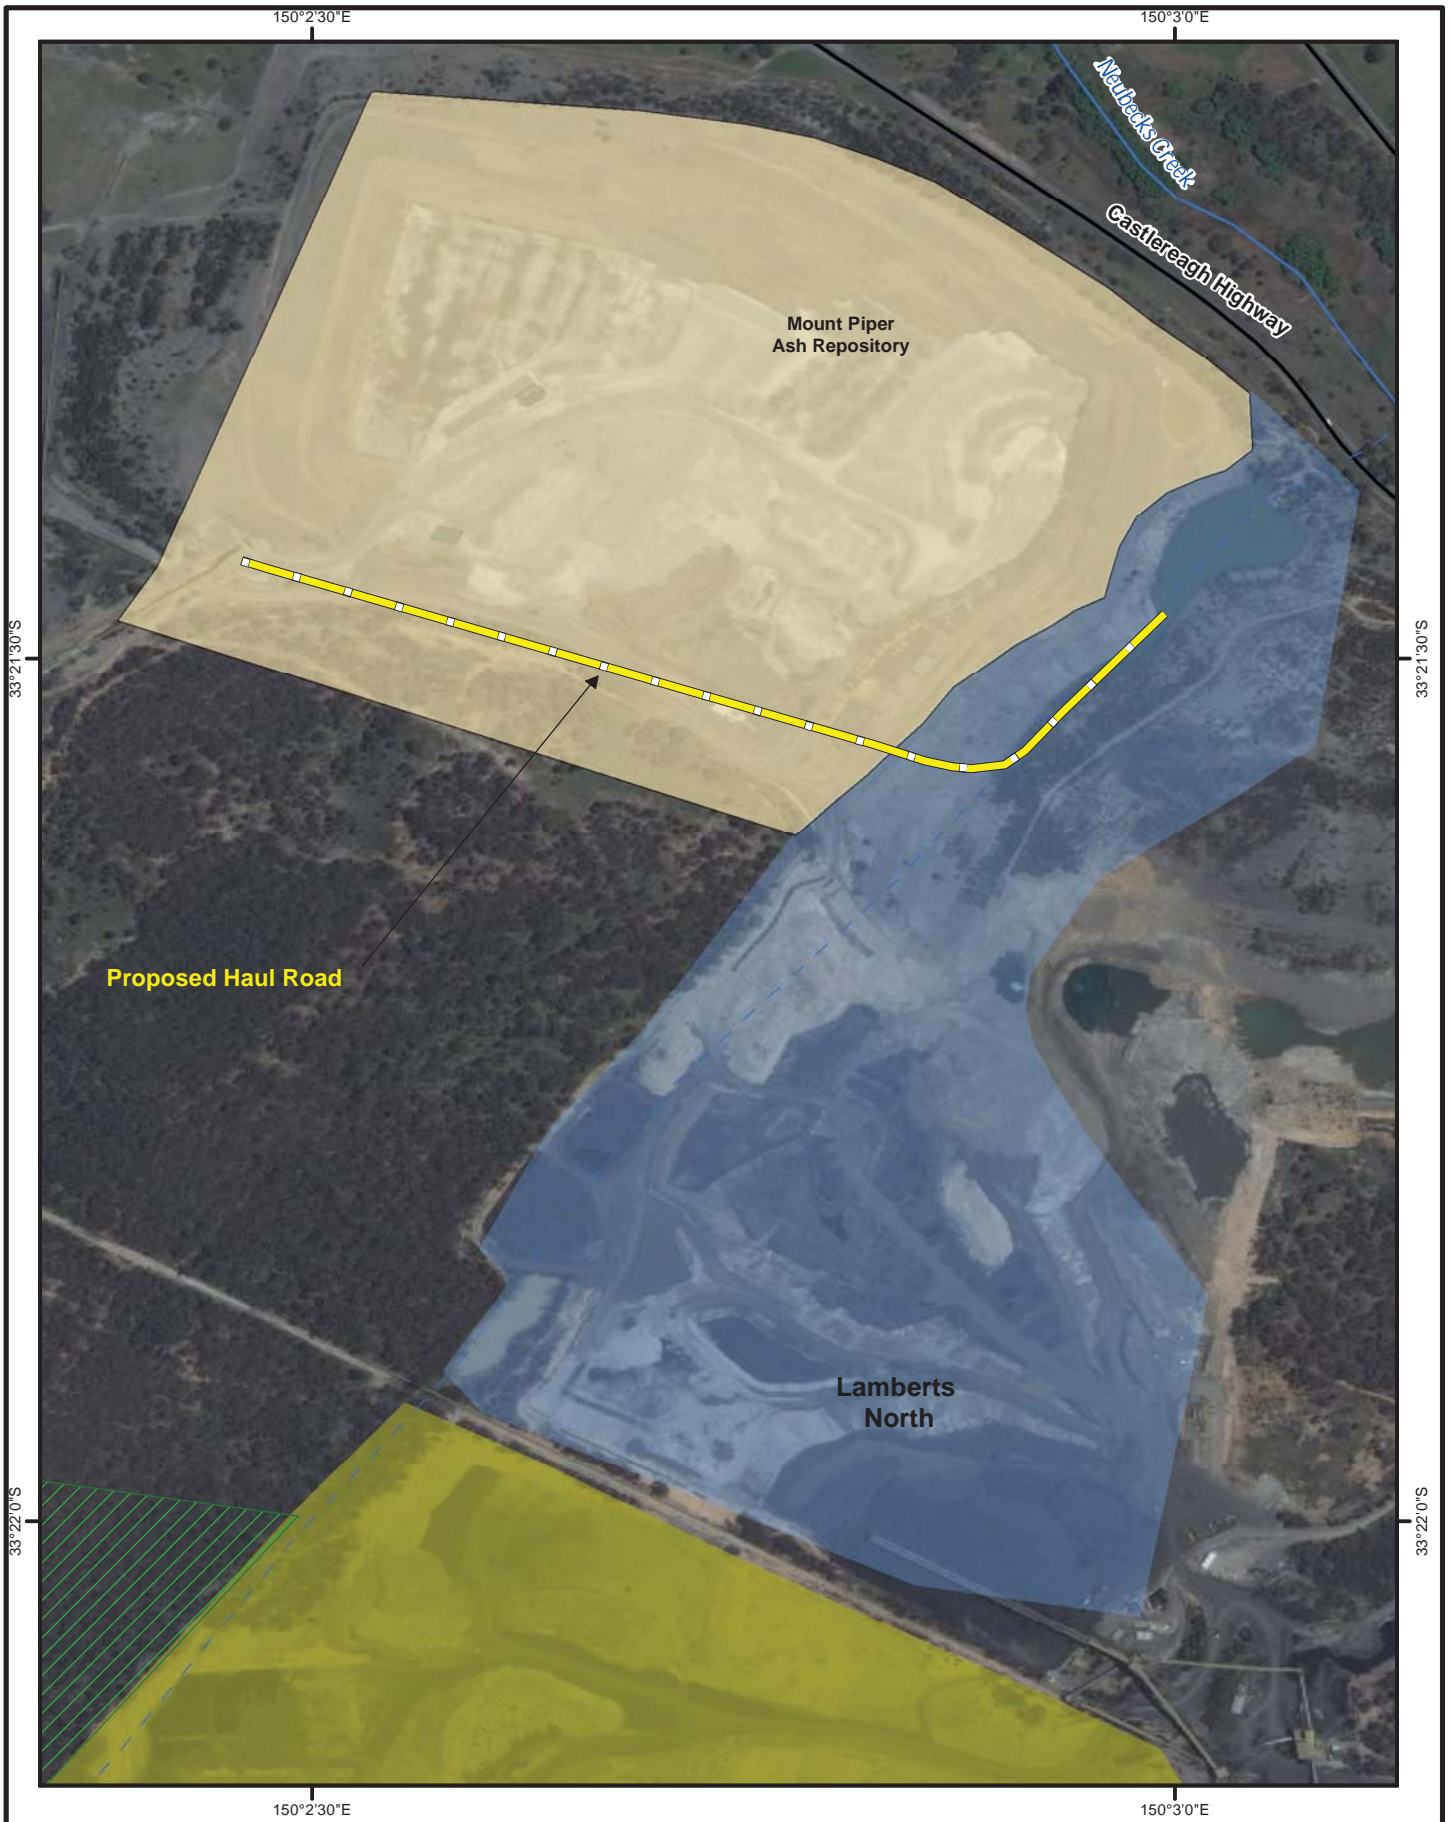 150°2'30"E
150°3'0"E
Neubecks Creek
Castlereagh Highway
Mount Piper
Ash Repository
33°21'30"S
33°21'30"S
Proposed Haul Road
Lamberts
North
33°22'0"S
33°22'0"S
150°2'30"E
150°3'0"E